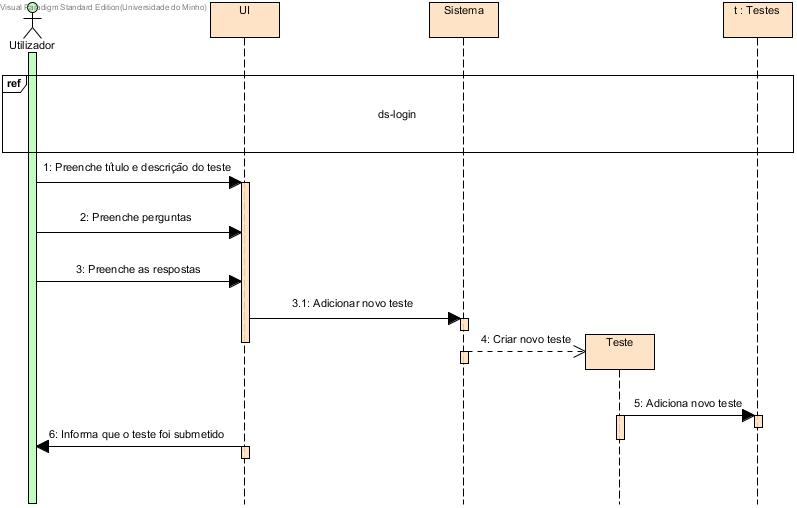 Visual Paradigm Standard Edition(Universidade do Minho)
UI
Sistema
t : Testes
Utilizador
ref
ds-login
1: Preenche título e descrição do teste
2: Preenche perguntas
3: Preenche as respostas
3.1: Adicionar novo teste
4: Criar novo teste
Teste
5: Adiciona novo teste
6: Informa que o teste foi submetido